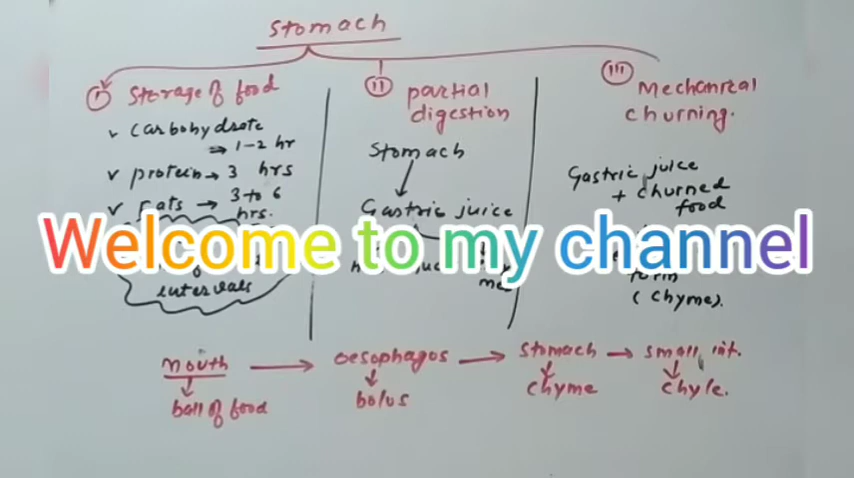 Stomach
I Storage of food
✓ carbohydrate
⇒ 1-2 hr
✓ protein → 3 hrs
✓ fats → 3 to 6
hrs.
intervals
II partial
digestion
Stomach
Gastric juice
III Mechanical
churning.
Gastric juice
+ churned
food
form
(chyme).
Welcome to my channel
mouth → oesophagos → stomach → small int.
ball of food bolus chyme chyle.